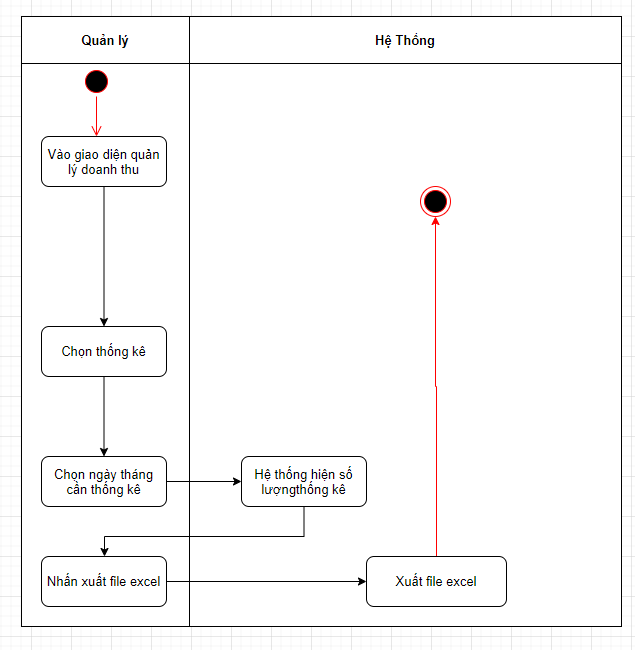 Quản lý
Hệ Thống
Vào giao diện quản
lý doanh thu
Chọn thống kê
Chọn ngày tháng
cần thống kê
Hệ thống hiện số
lượngthống kê
Nhấn xuất file excel
Xuất file excel